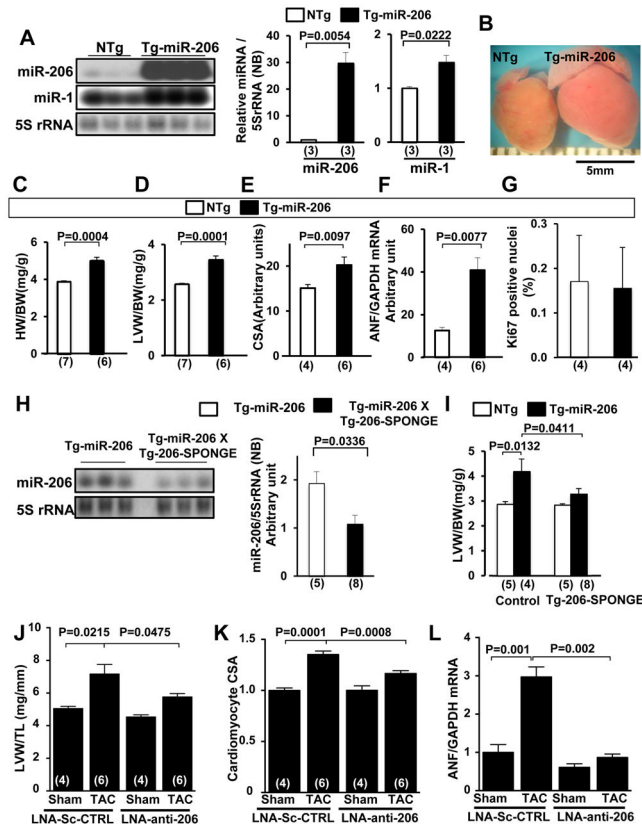 A
NTg Tg-miR-206
miR-206
miR-1
5S rRNA
NTg Tg-miR-206
Relative miRNA /
5SrRNA (NB)
P=0.0054
40
35
30
25
20
15
10
5
0
(3) (3)
miR-206
P=0.0222
2
1
0
(3) (3)
miR-1
B
NTg Tg-miR-206
5mm
C D E F G
NTg Tg-miR-206
HW/BW(mg/g)
P=0.0004
6
4
2
0
(7) (6)
LVW/BW(mg/g)
P=0.0001
4
2
0
(7) (6)
CSA(Arbitrary units)
P=0.0097
30
20
10
0
(4) (6)
ANF/GAPDH mRNA
Arbitrary unit
P=0.0077
60
40
20
0
(4) (6)
Ki67 positive nuclei
(%)
0.3
0.2
0.1
0.0
(4) (4)
H
Tg-miR-206 Tg-miR-206 X
Tg-206-SPONGE
Tg-miR-206 Tg-miR-206 X
Tg-206-SPONGE
miR-206
5S rRNA
miR-206/5SrRNA (NB)
Arbitrary unit
P=0.0336
2
1
0
(5) (8)
I
NTg Tg-miR-206
LVW/BW(mg/g)
P=0.0411
P=0.0132
5
4
3
2
1
0
(5) (4) (5) (8)
Control Tg-206-SPONGE
J
LVW/TL (mg/mm)
P=0.0215 P=0.0475
10
8
6
4
2
0
(4) (6) (4) (6)
Sham TAC Sham TAC
LNA-Sc-CTRL LNA-anti-206
K
Cardiomyocyte CSA
P=0.0001 P=0.0008
1.5
1.0
0.5
0
(4) (6) (4) (6)
Sham TAC Sham TAC
LNA-Sc-CTRL LNA-anti-206
L
ANF/GAPDH mRNA
P=0.001 P=0.002
4
3
2
1
0
Sham TAC Sham TAC
LNA-Sc-CTRL LNA-anti-206